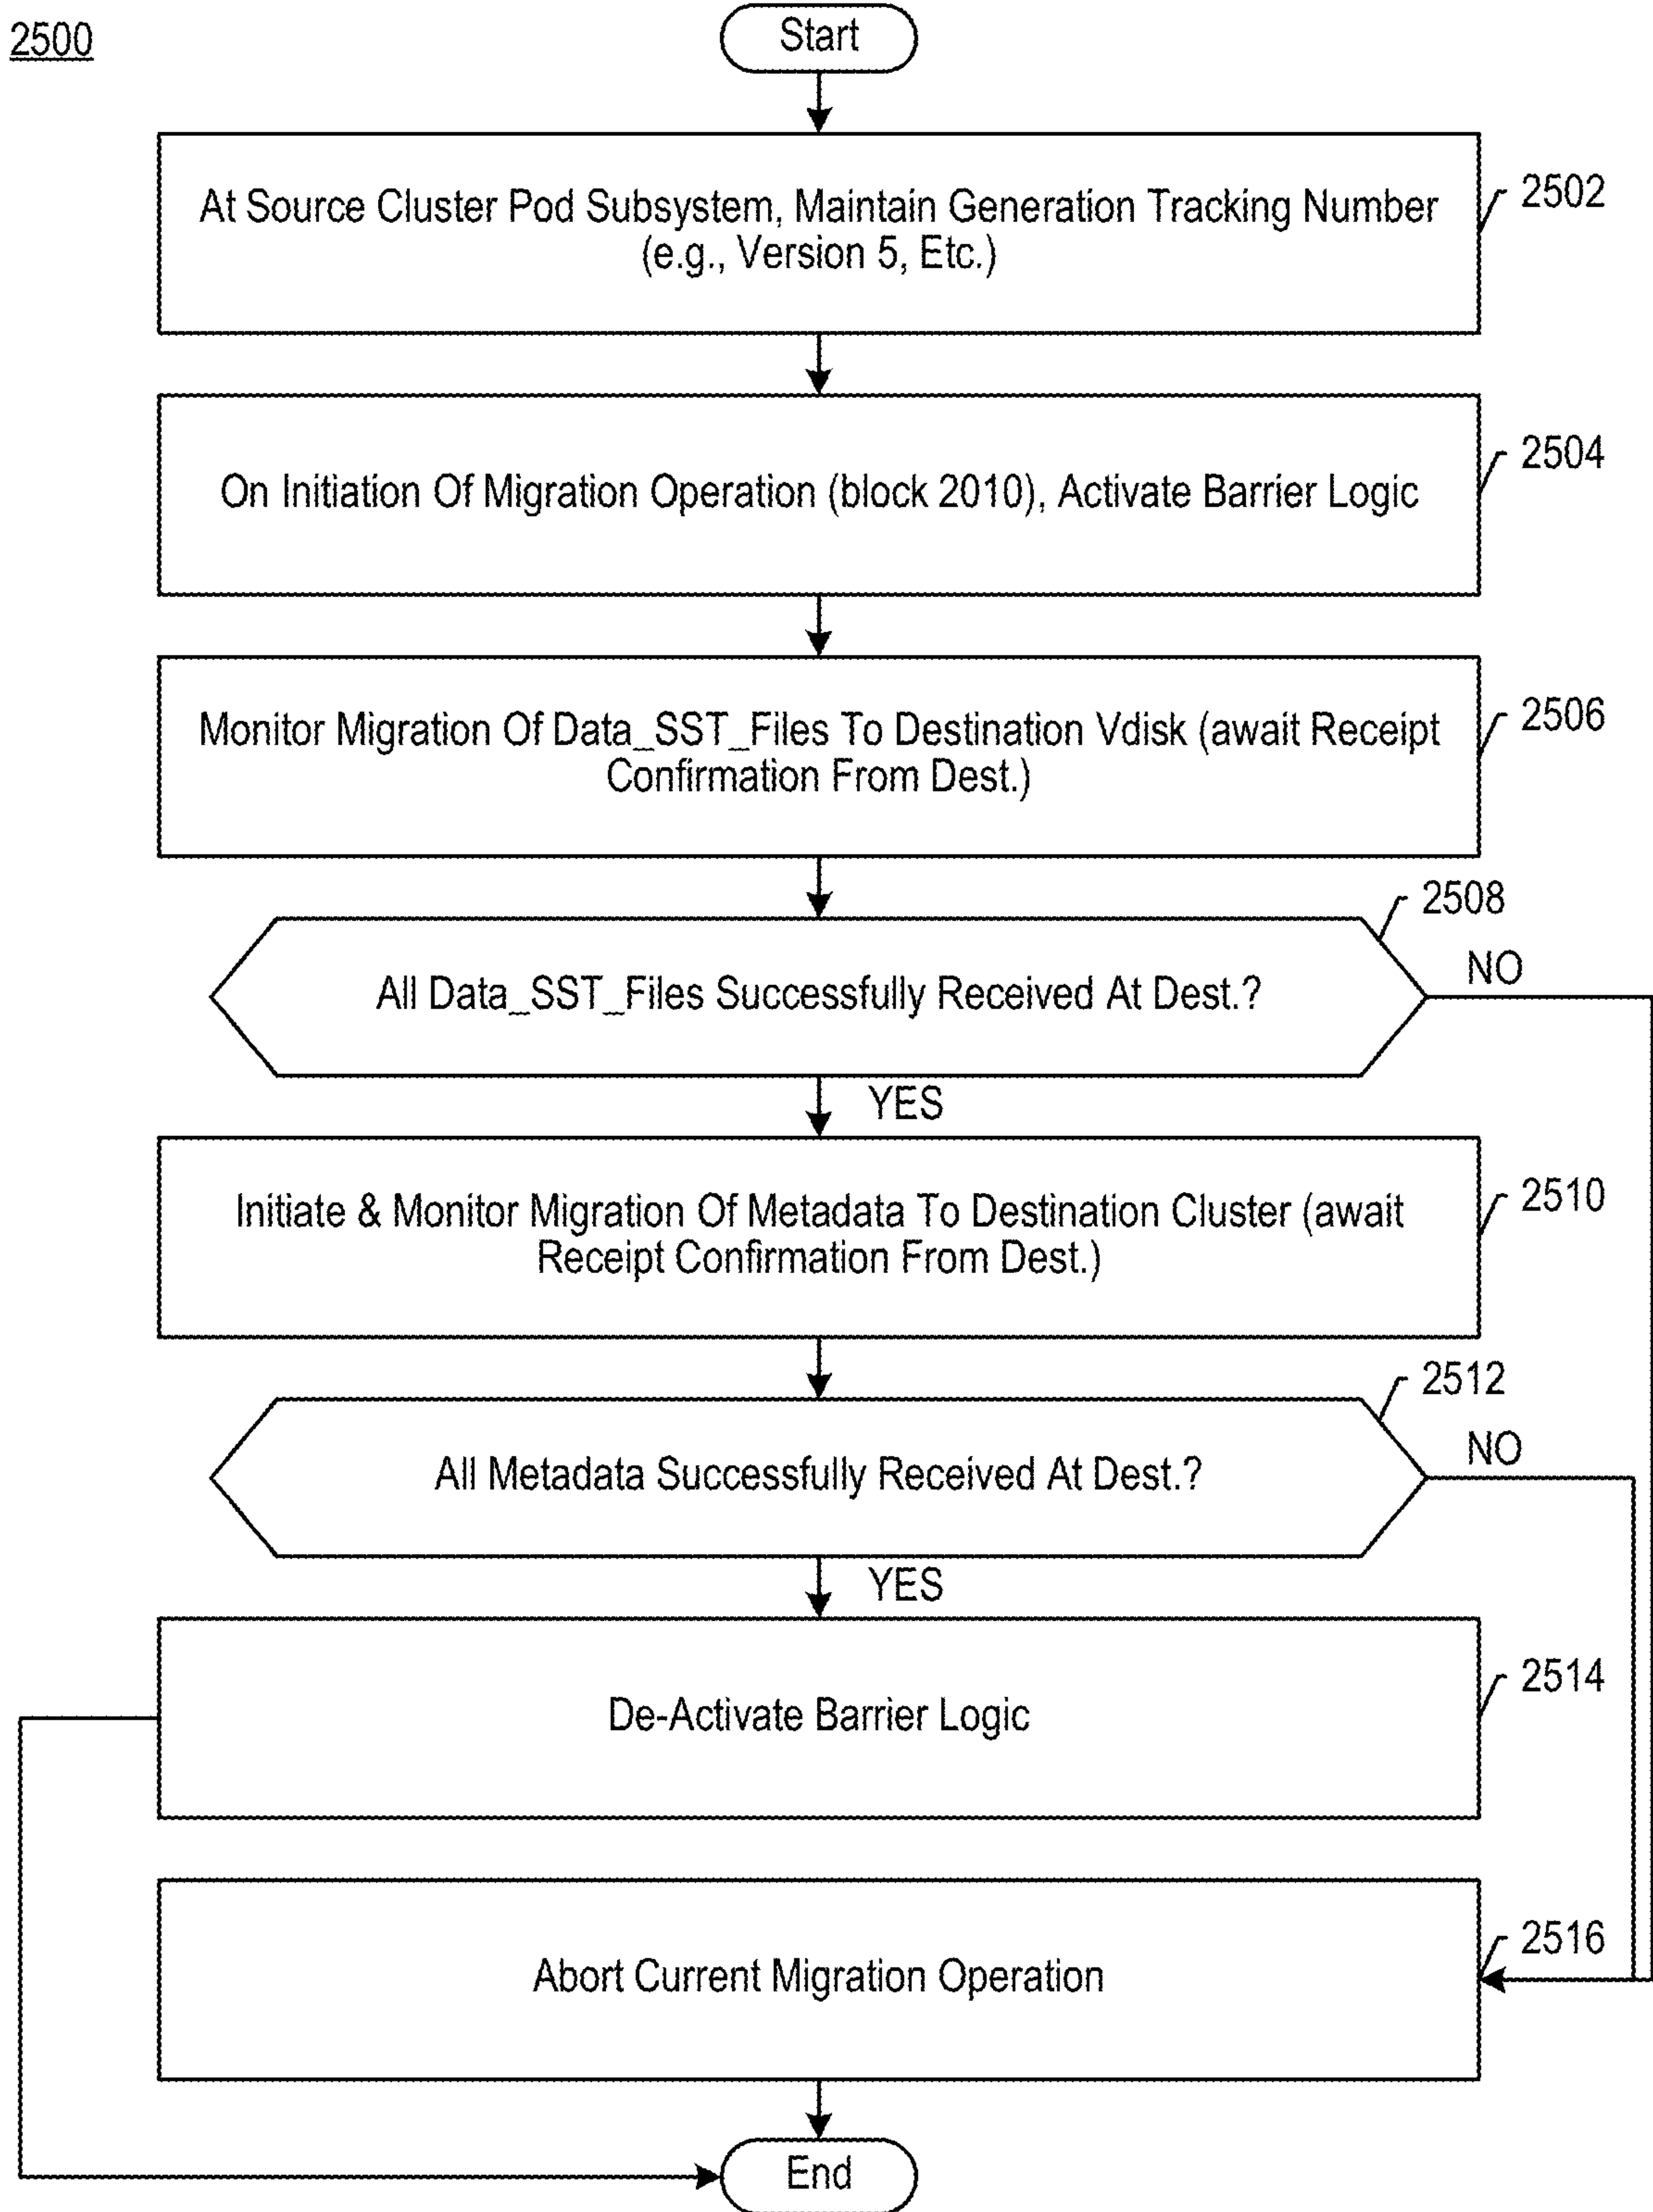 2500
Start
At Source Cluster Pod Subsystem, Maintain Generation Tracking Number
(e.g., Version 5, Etc.)
2502
On Initiation Of Migration Operation (block 2010), Activate Barrier Logic
2504
Monitor Migration Of Data_SST_Files To Destination Vdisk (await Receipt
Confirmation From Dest.)
2506
2508
All Data_SST_Files Successfully Received At Dest.?
NO
YES
Initiate & Monitor Migration Of Metadata To Destination Cluster (await
Receipt Confirmation From Dest.)
2510
2512
All Metadata Successfully Received At Dest.?
NO
YES
De-Activate Barrier Logic
2514
Abort Current Migration Operation
2516
End